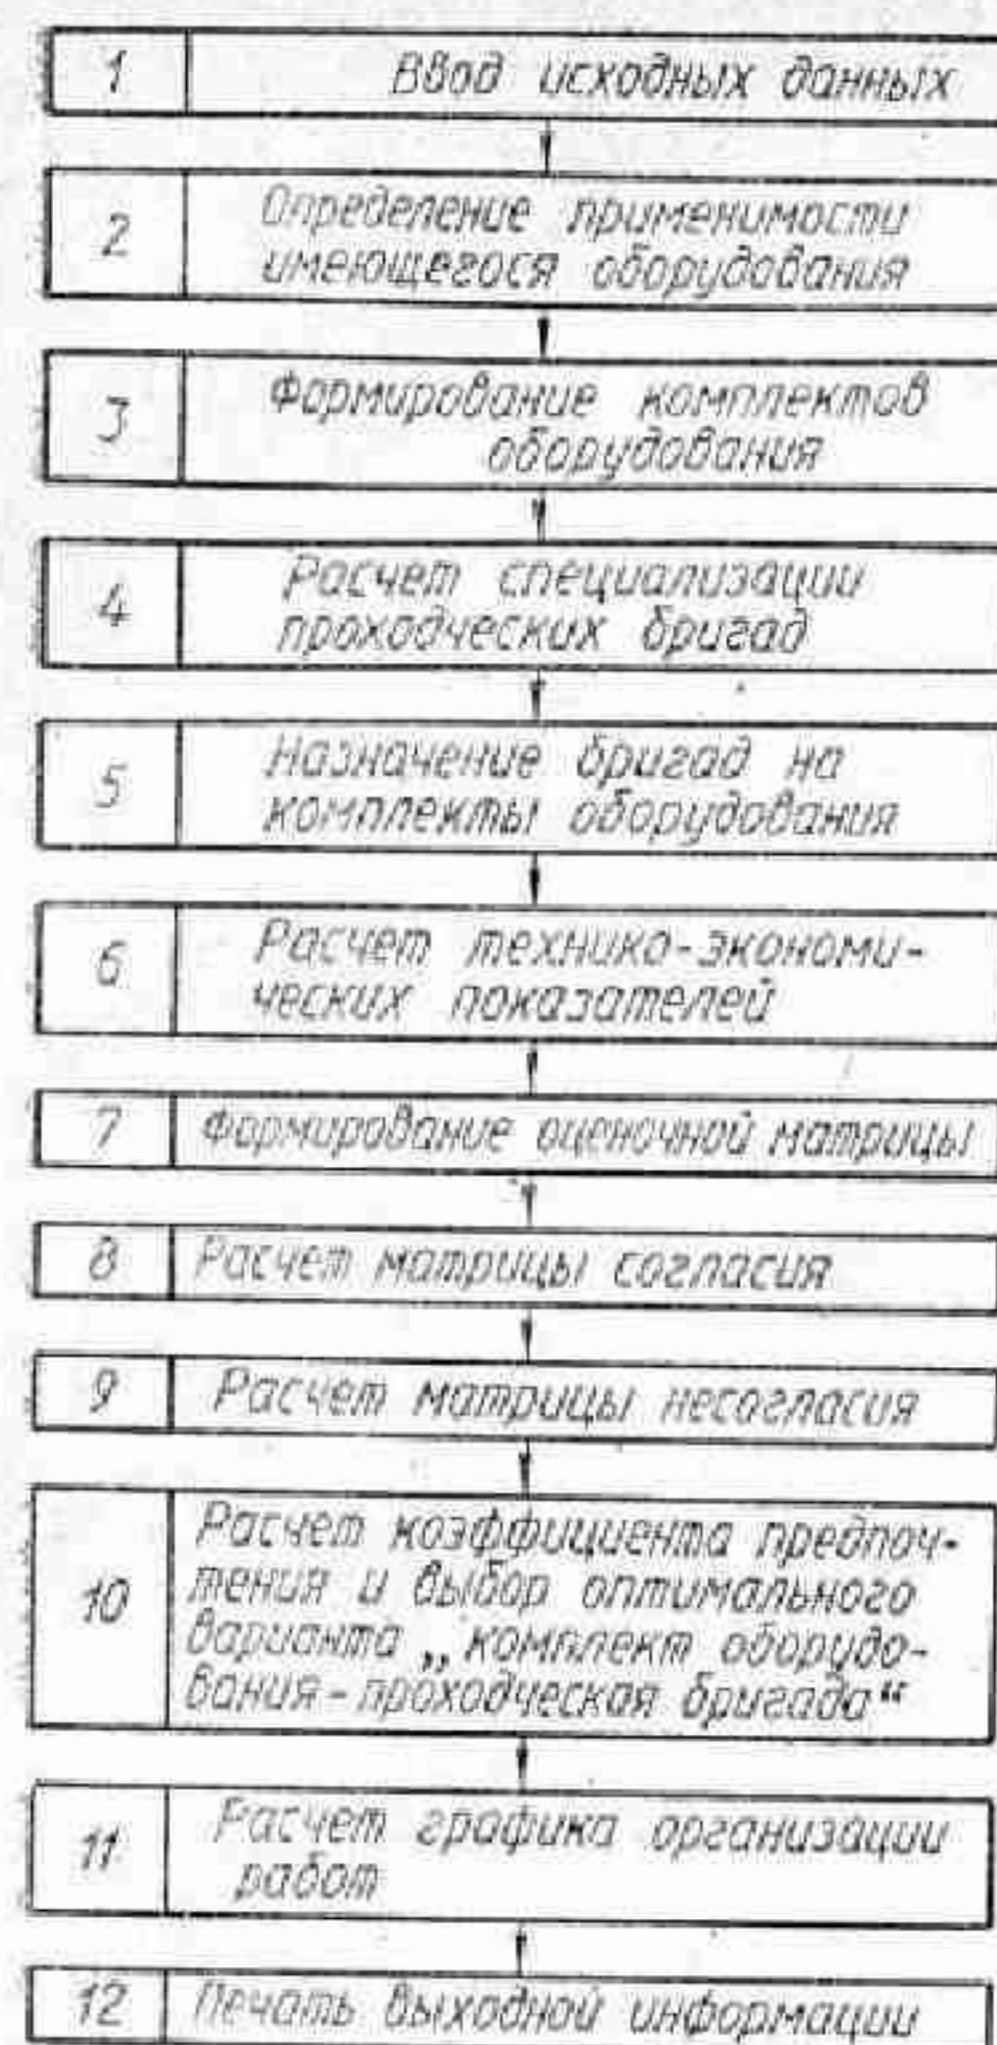 1 Ввод исходных данных
2 Определение применимости
имеющегося оборудования
3 Формирование комплектов
оборудования
4 Расчет специализации
проходческих бригад
5 Назначение бригад на
комплекты оборудования
6 Расчет технико-экономи-
ческих показателей
7 Формирование оценочной матрицы
8 Расчет матрицы согласия
9 Расчет матрицы несогласия
10 Расчет коэффициента предпоч-
тения и выбор оптимального
варианта „комплект оборудо-
вания-проходческая бригада“
11 Расчет графика организации
работ
12 Печать выходной информации